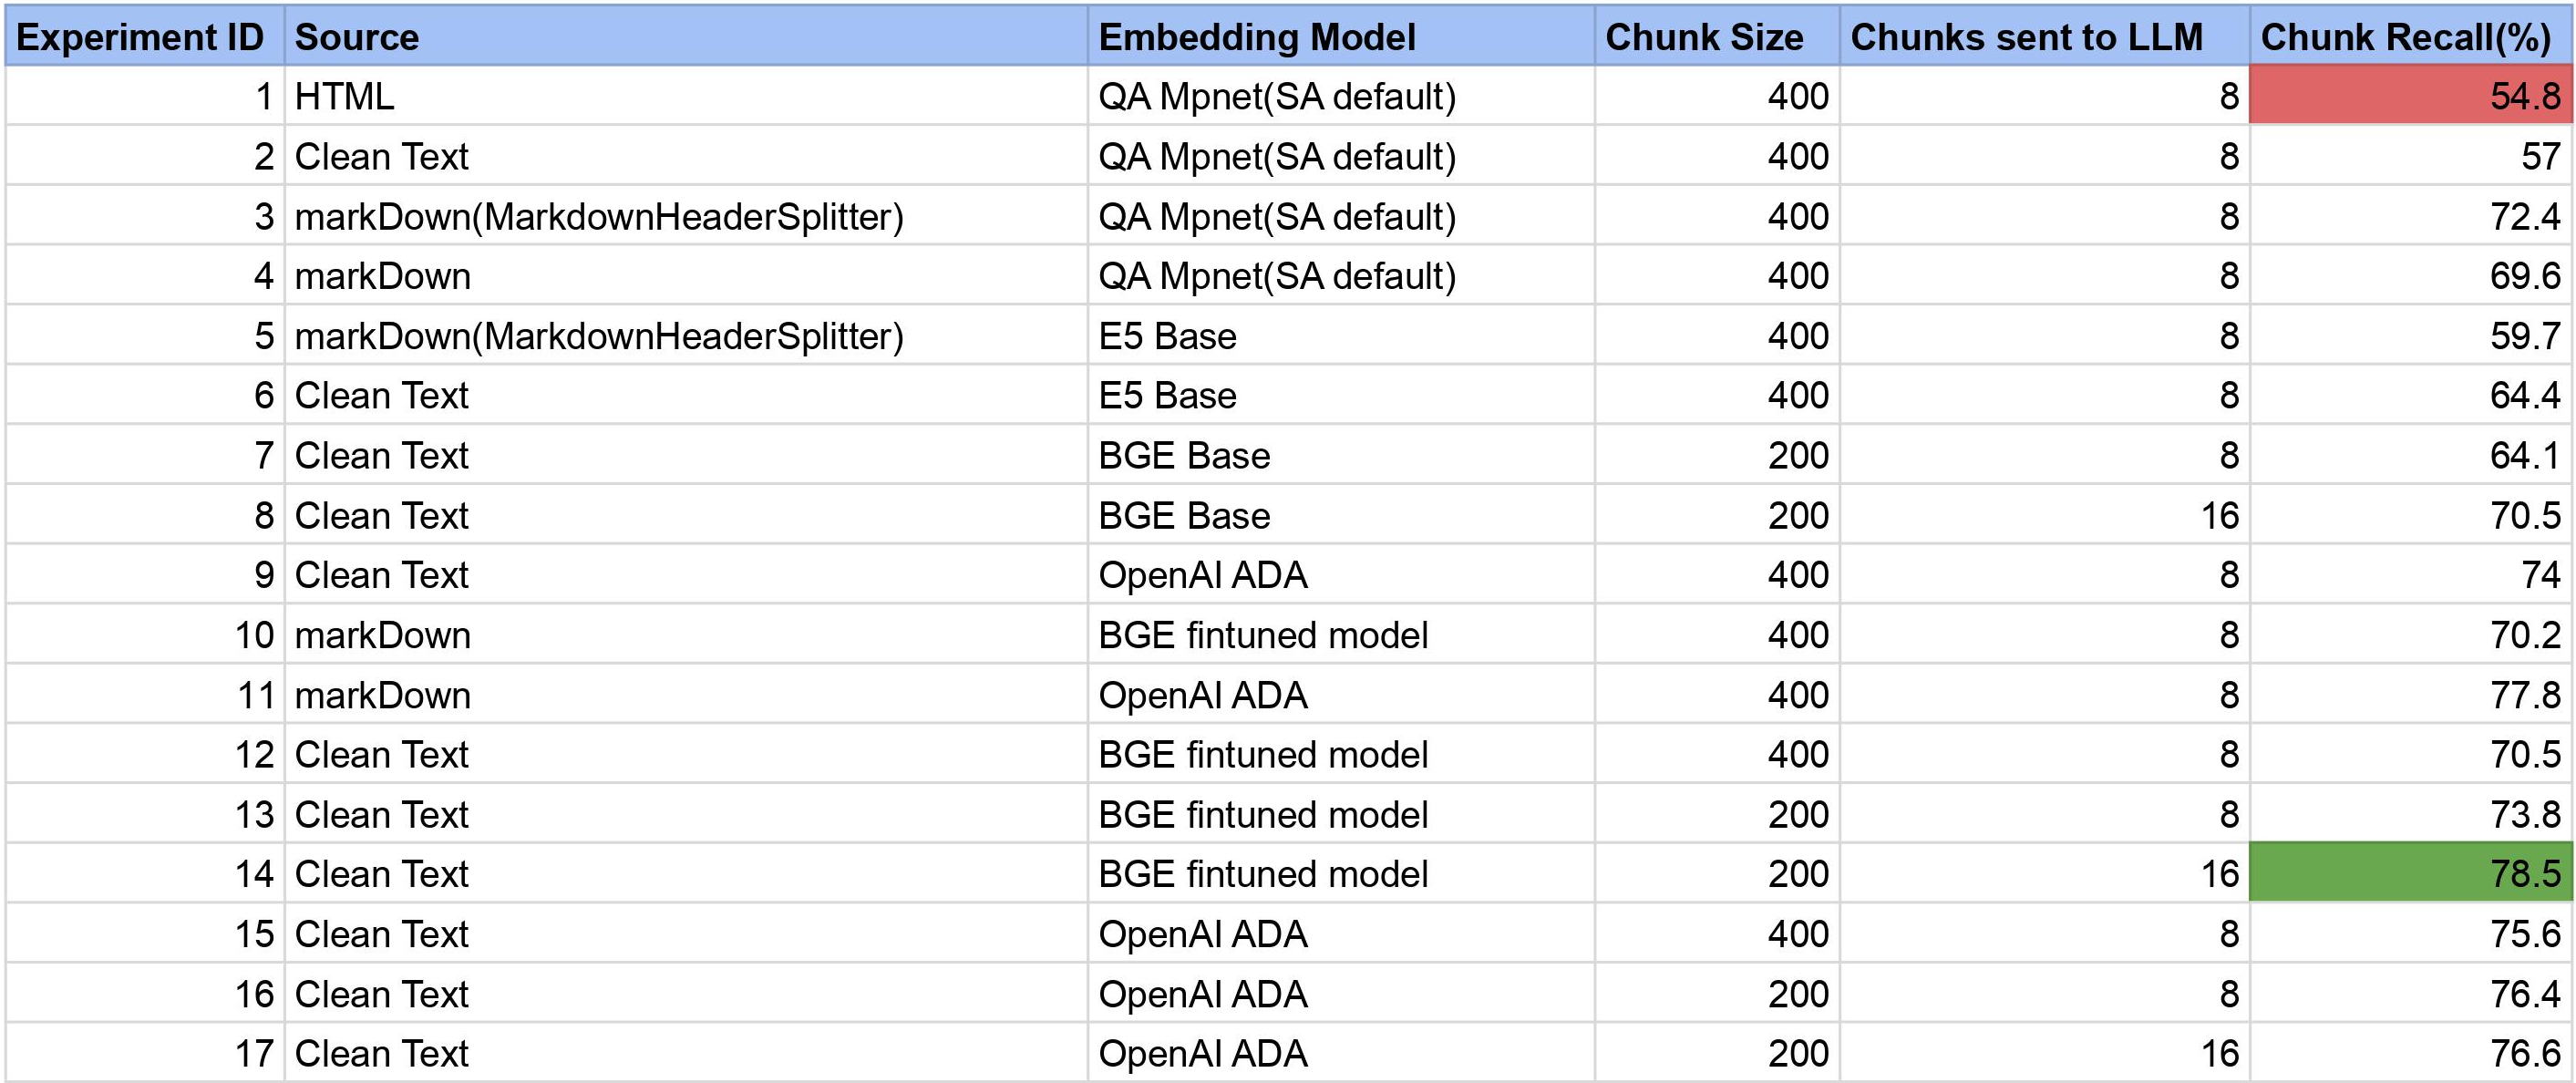 Experiment ID Source Embedding Model Chunk Size Chunks sent to LLM Chunk Recall(%)
1 HTML QA Mpnet(SA default) 400 8 54.8
2 Clean Text QA Mpnet(SA default) 400 8 57
3 markDown(MarkdownHeaderSplitter) QA Mpnet(SA default) 400 8 72.4
4 markDown QA Mpnet(SA default) 400 8 69.6
5 markDown(MarkdownHeaderSplitter) E5 Base 400 8 59.7
6 Clean Text E5 Base 400 8 64.4
7 Clean Text BGE Base 200 8 64.1
8 Clean Text BGE Base 200 16 70.5
9 Clean Text OpenAI ADA 400 8 74
10 markDown BGE fintuned model 400 8 70.2
11 markDown OpenAI ADA 400 8 77.8
12 Clean Text BGE fintuned model 400 8 70.5
13 Clean Text BGE fintuned model 200 8 73.8
14 Clean Text BGE fintuned model 200 16 78.5
15 Clean Text OpenAI ADA 400 8 75.6
16 Clean Text OpenAI ADA 200 8 76.4
17 Clean Text OpenAI ADA 200 16 76.6